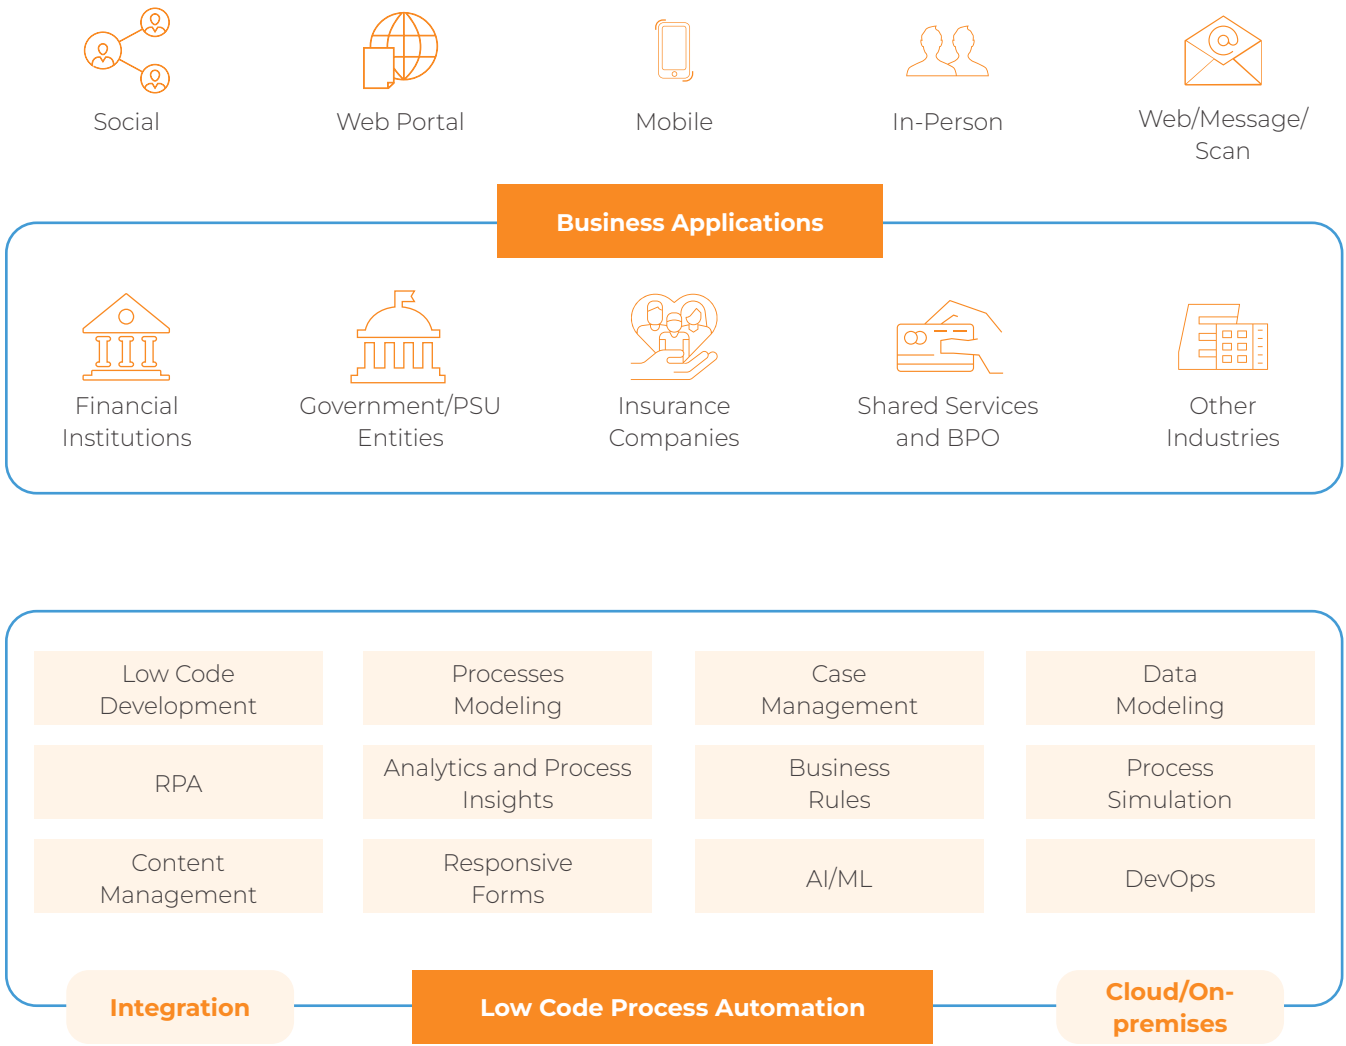 Social
Web Portal
Mobile
In-Person
Web/Message/
Scan
Business Applications
Financial
Institutions
Government/PSU
Entities
Insurance
Companies
Shared Services
and BPO
Other
Industries
Low Code
Development
Processes
Modeling
Case
Management
Data
Modeling
RPA
Analytics and Process
Insights
Business
Rules
Process
Simulation
Content
Management
Responsive
Forms
AI/ML
DevOps
Integration
Low Code Process Automation
Cloud/On-
premises